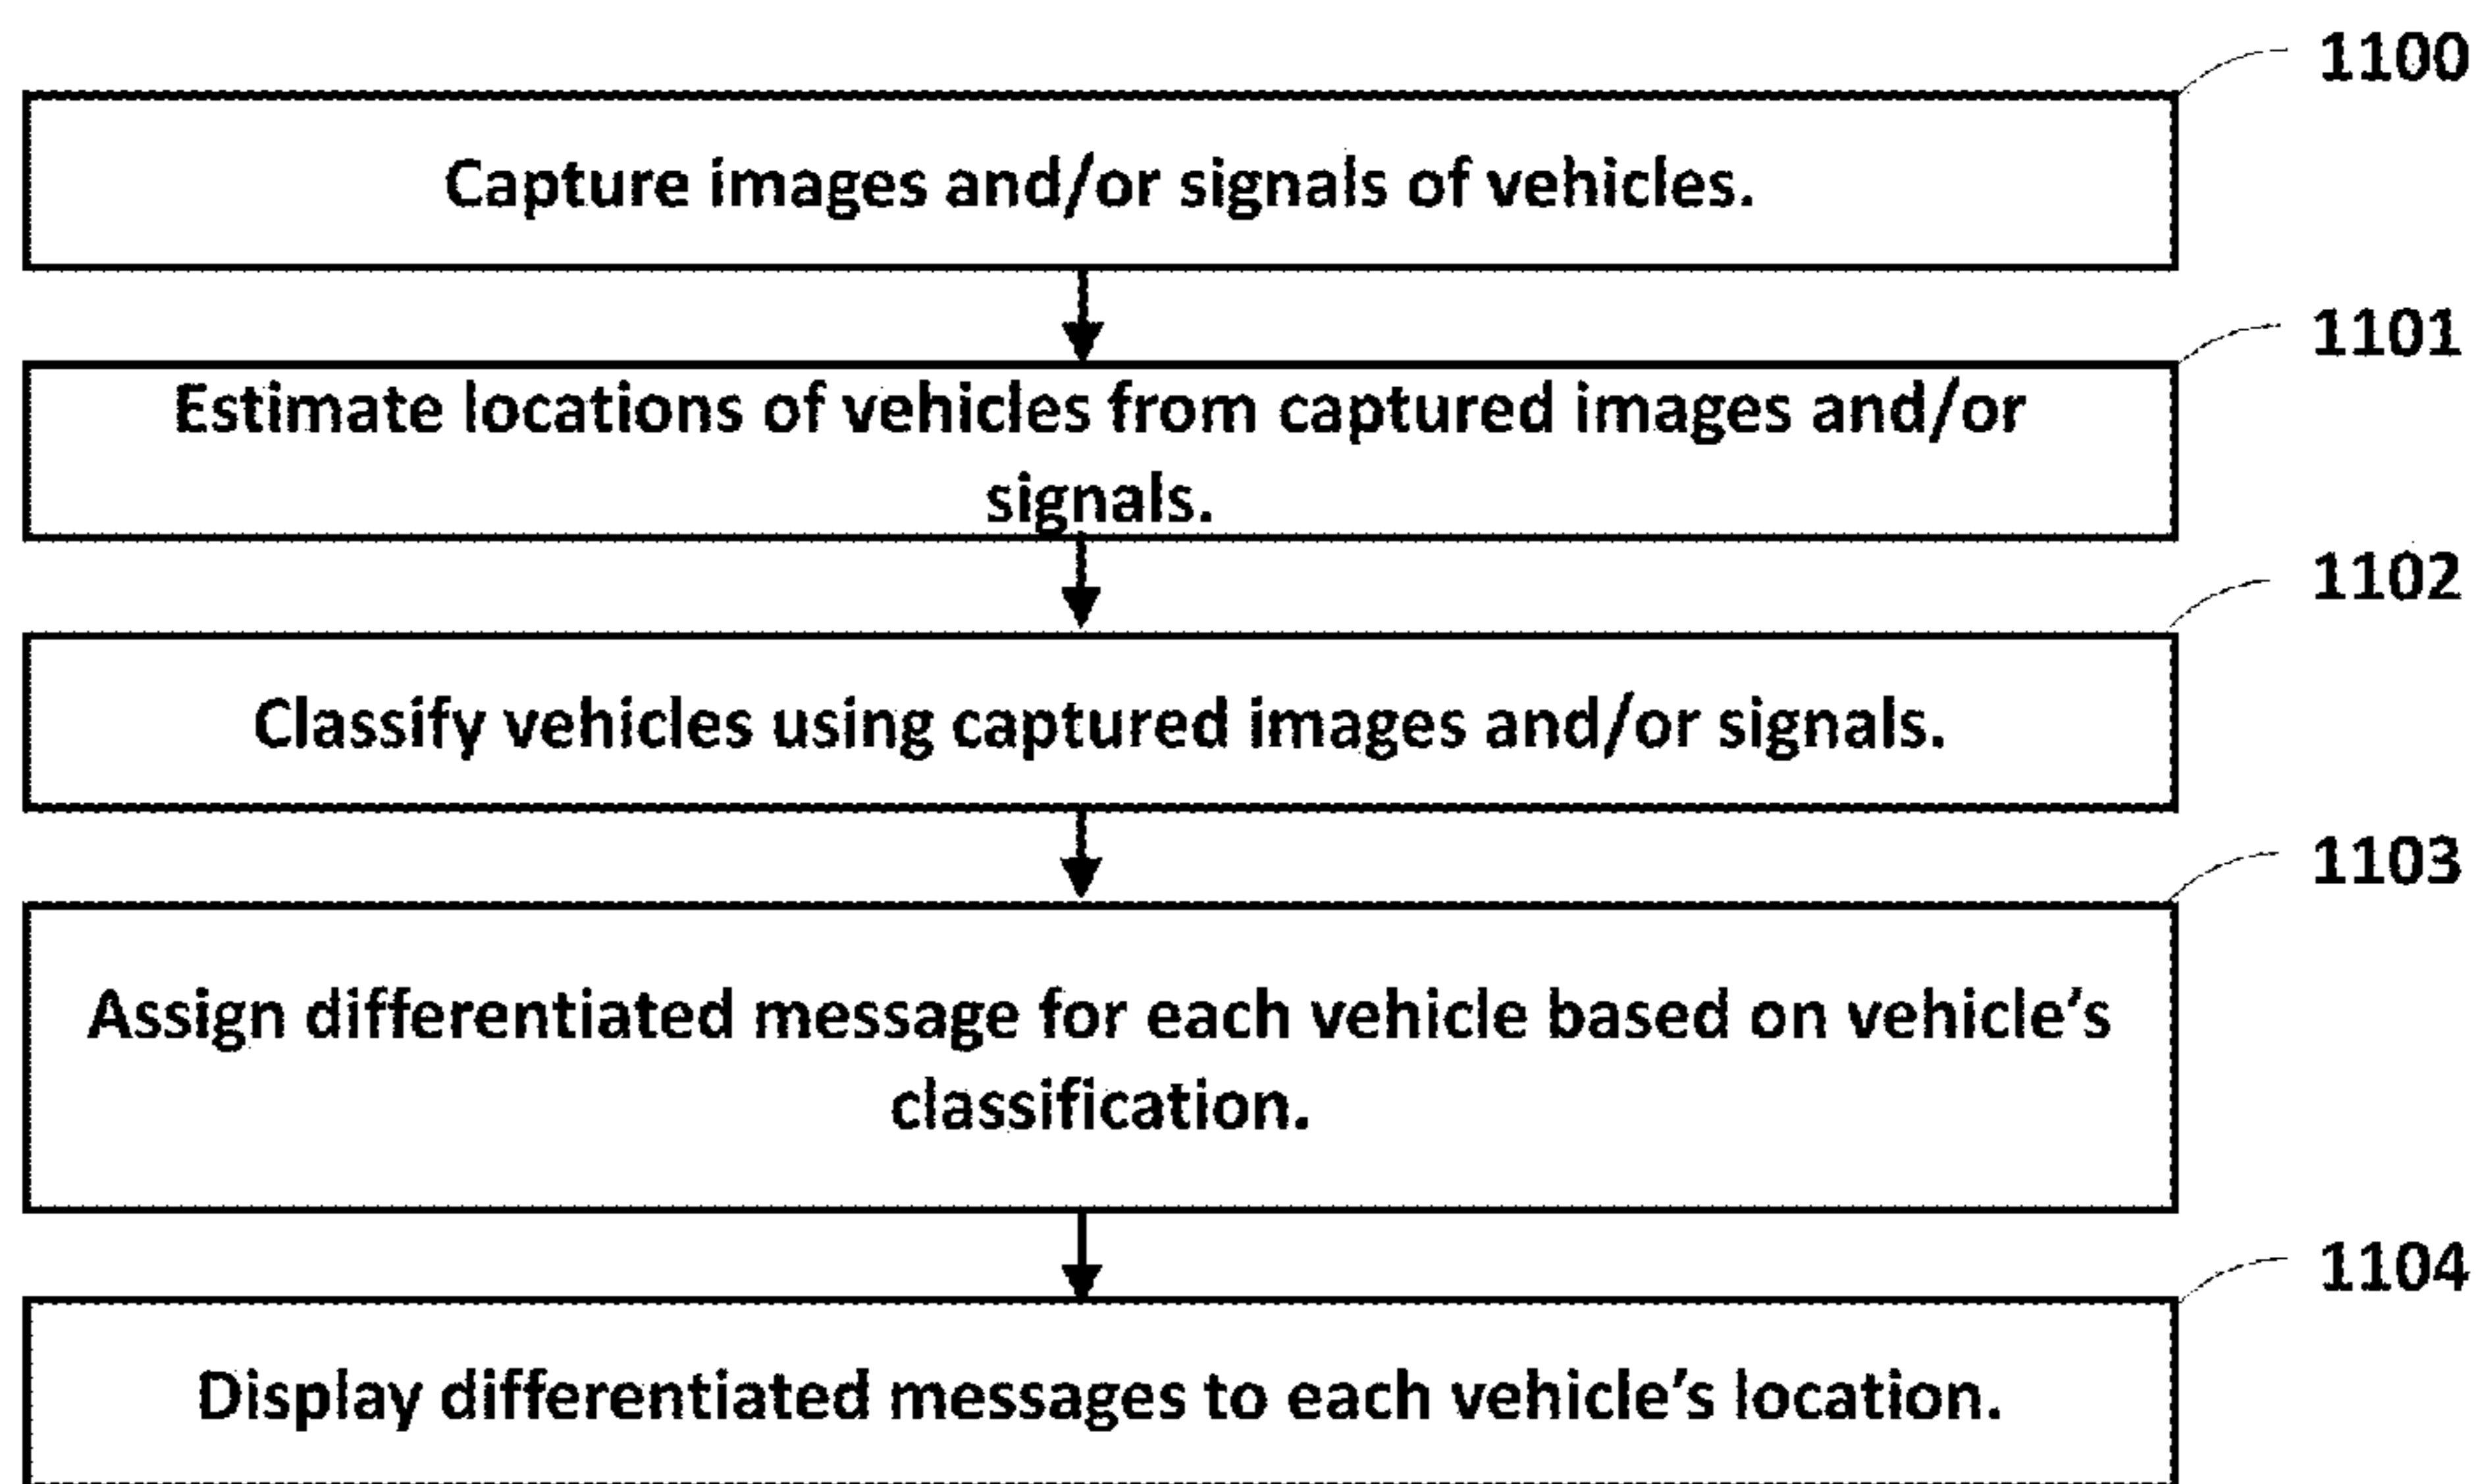 1100
Capture images and/or signals of vehicles.
1101
Estimate locations of vehicles from captured images and/or
signals.
1102
Classify vehicles using captured images and/or signals.
1103
Assign differentiated message for each vehicle based on vehicle’s
classification.
1104
Display differentiated messages to each vehicle’s location.